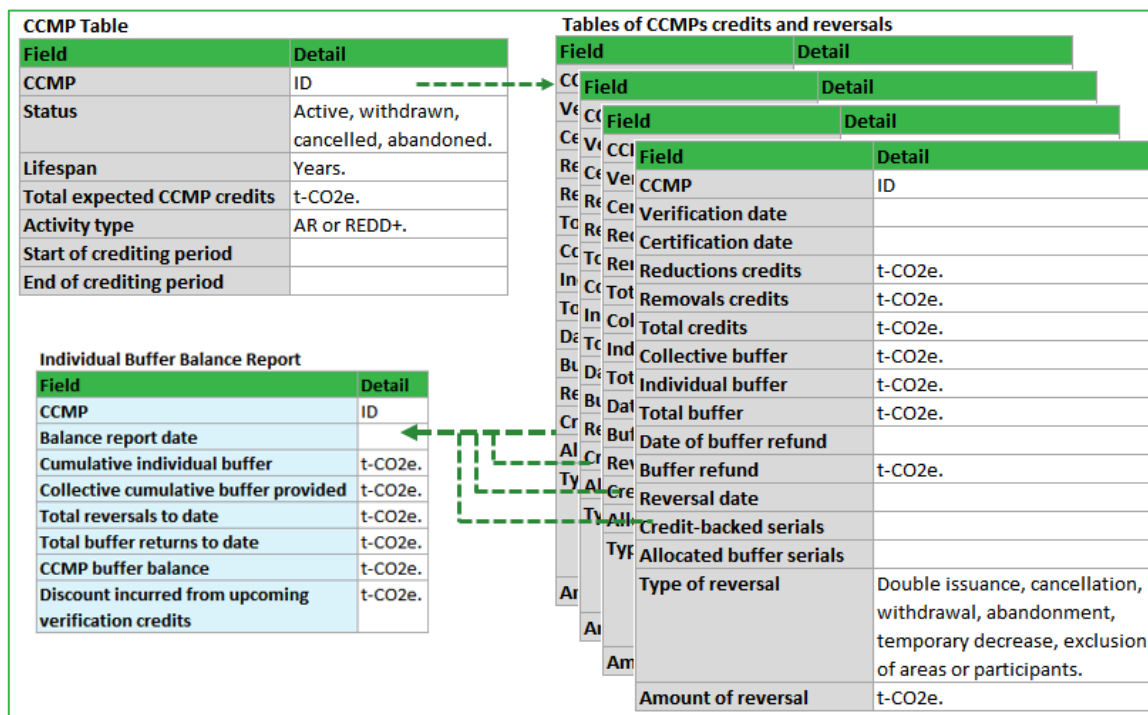 CCMP Table
Field Detail
CCMP ID
Status Active, withdrawn,
cancelled, abandoned.
Lifespan Years.
Total expected CCMP credits t-CO2e.
Activity type AR or REDD+.
Start of crediting period
End of crediting period
Individual Buffer Balance Report
Field Detail
CCMP ID
Balance report date
Cumulative individual buffer t-CO2e.
Collective cumulative buffer provided t-CO2e.
Total reversals to date t-CO2e.
Total buffer returns to date t-CO2e.
CCMP buffer balance t-CO2e.
Discount incurred from upcoming t-CO2e.
verification credits
Tables of CCMPs credits and reversals
Field Detail
Field Detail
Field Detail
Field Detail
CCMP ID
Verification date
Certification date
Reductions credits t-CO2e.
Removals credits t-CO2e.
Total credits t-CO2e.
Collective buffer t-CO2e.
Individual buffer t-CO2e.
Total buffer t-CO2e.
Date of buffer refund
Buffer refund t-CO2e.
Reversal date
Credit-backed serials
Allocated buffer serials
Type of reversal Double issuance, cancellation,
withdrawal, abandonment,
temporary decrease, exclusion
of areas or participants.
Amount of reversal t-CO2e.